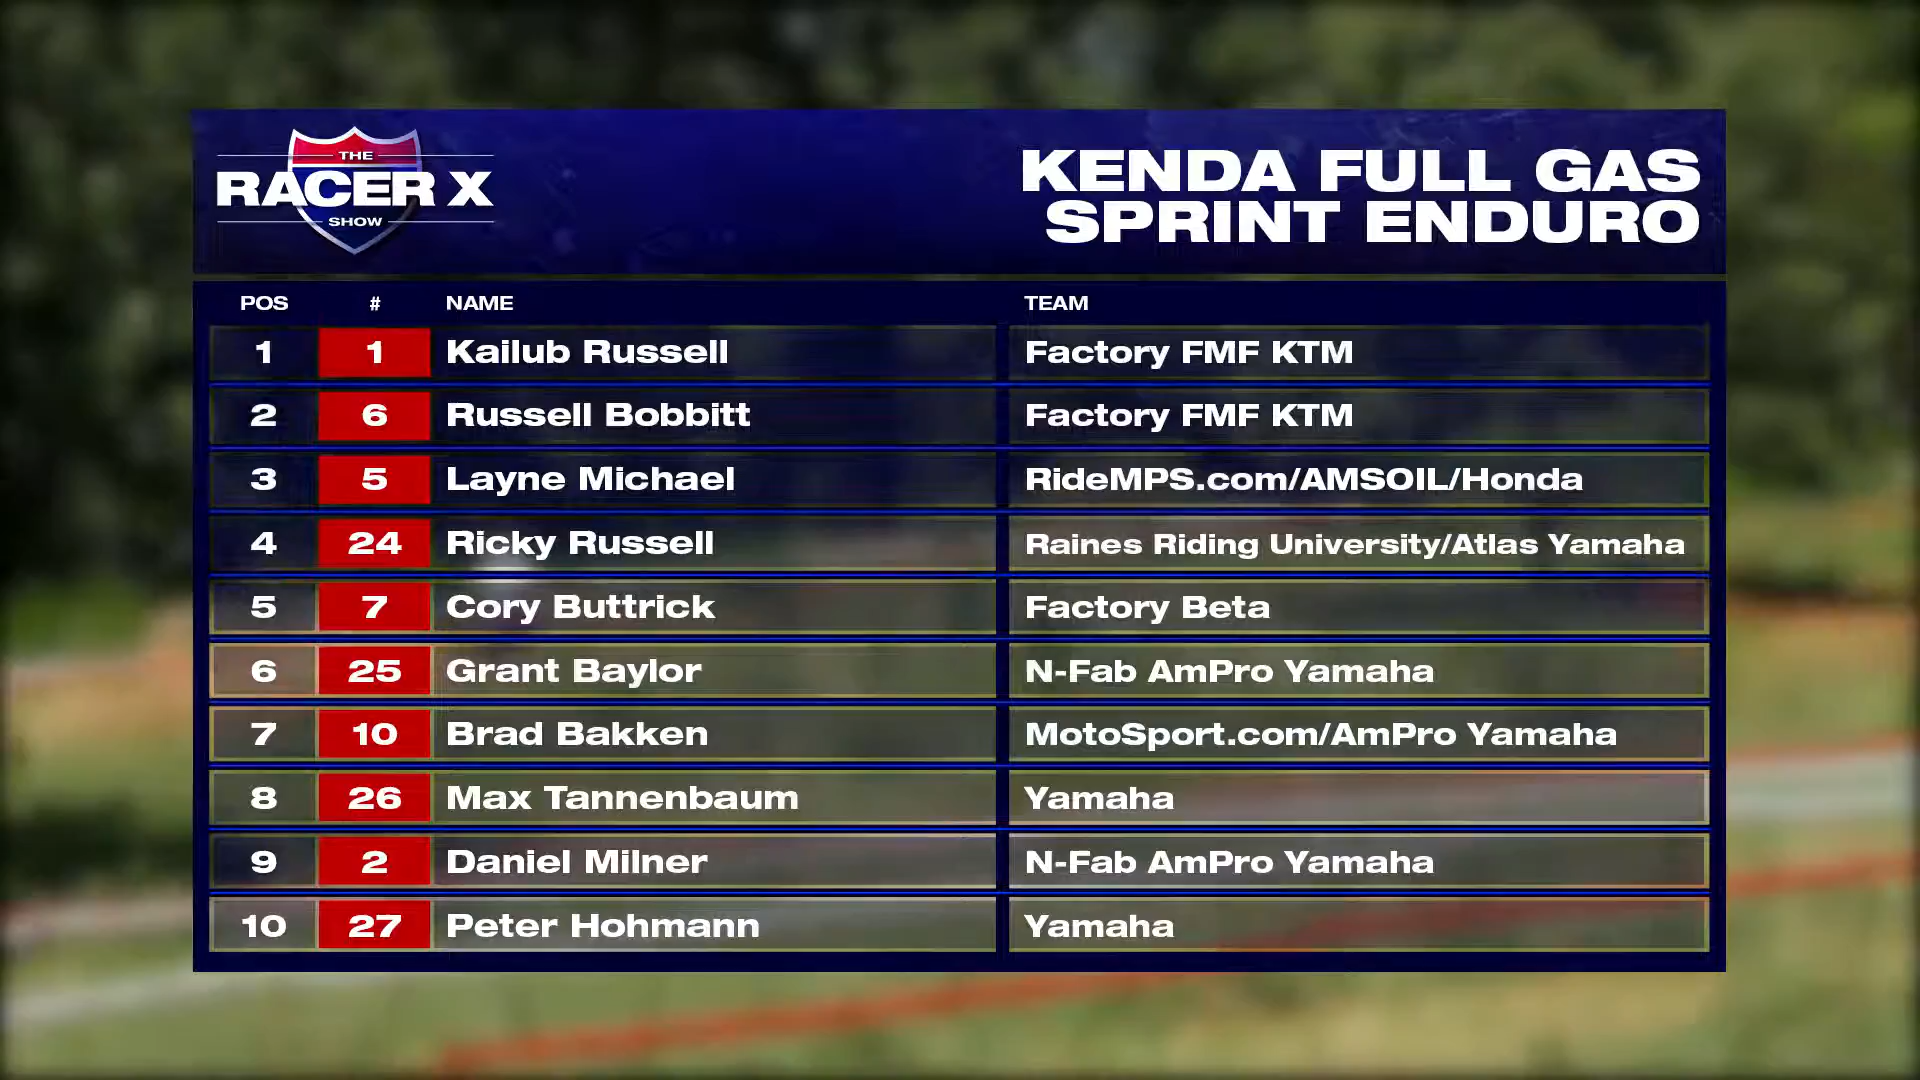 THE
RACER X
SHOW
KENDA FULL GAS
SPRINT ENDURO
POS # NAME TEAM
1 1 Kailub Russell Factory FMF KTM
2 6 Russell Bobbitt Factory FMF KTM
3 5 Layne Michael RideMPS.com/AMSOIL/Honda
4 24 Ricky Russell Raines Riding University/Atlas Yamaha
5 7 Cory Buttrick Factory Beta
6 25 Grant Baylor N-Fab AmPro Yamaha
7 10 Brad Bakken MotoSport.com/AmPro Yamaha
8 26 Max Tannenbaum Yamaha
9 2 Daniel Milner N-Fab AmPro Yamaha
10 27 Peter Hohmann Yamaha